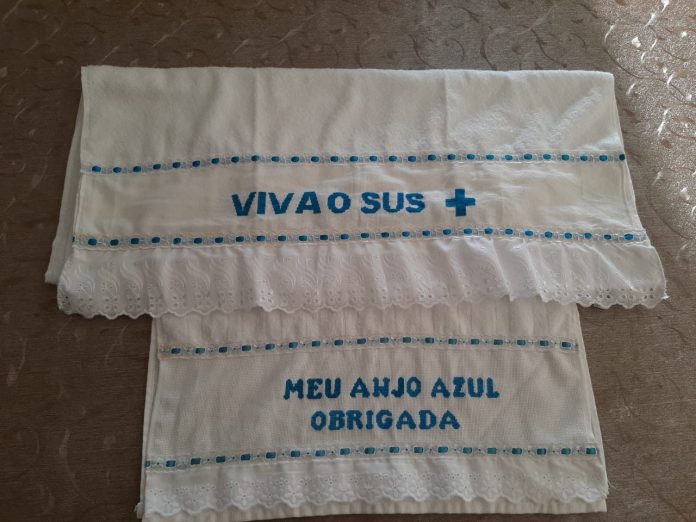 VIVA O SUS +
MEU ANJO AZUL
OBRIGADA